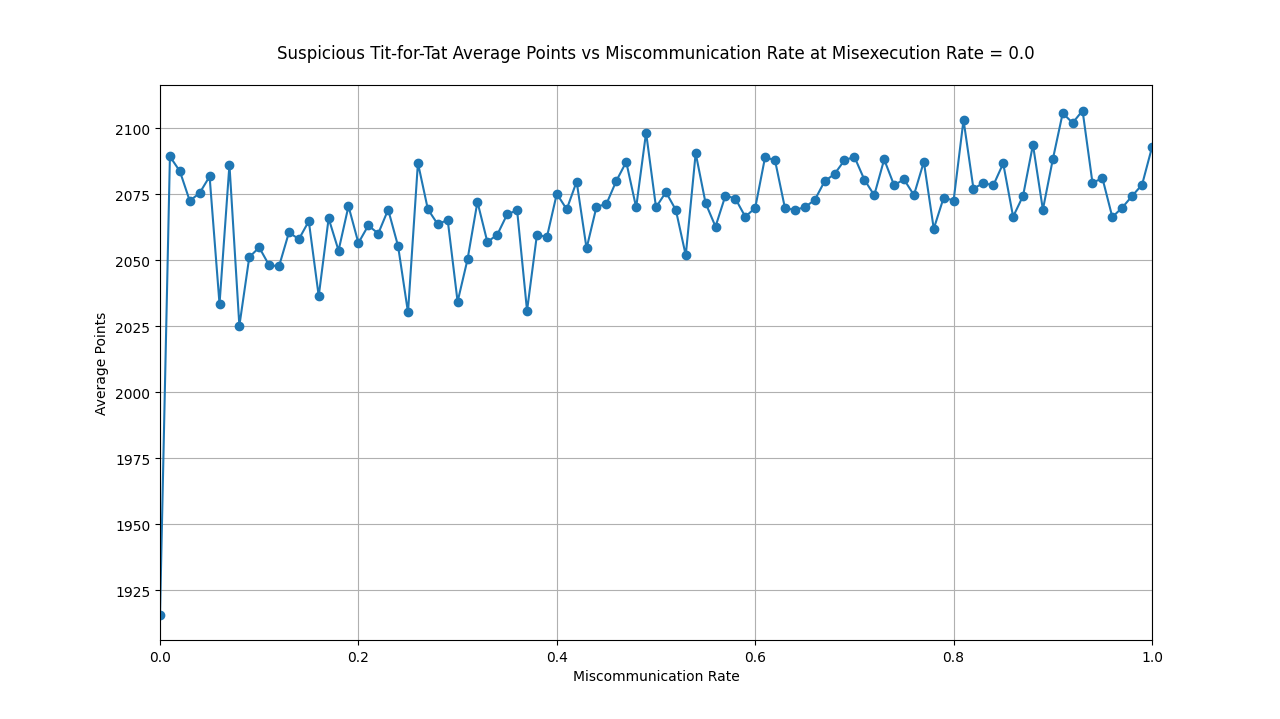 Suspicious Tit-for-Tat Average Points vs Miscommunication Rate at Misexecution Rate = 0.0
2100
2075
2050
2025
2000
1975
1950
1925
Average Points
0.0 0.2 0.4 0.6 0.8 1.0
Miscommunication Rate